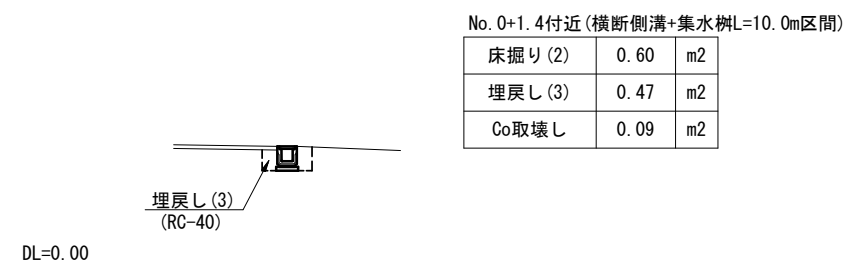 No.0+1.4付近(横断側溝+集水桝L=10.0m区間)
床掘り(2) 0.60 m2
埋戻し(3) 0.47 m2
Co取壊し 0.09 m2
埋戻し(3)
(RC-40)
DL=0.00